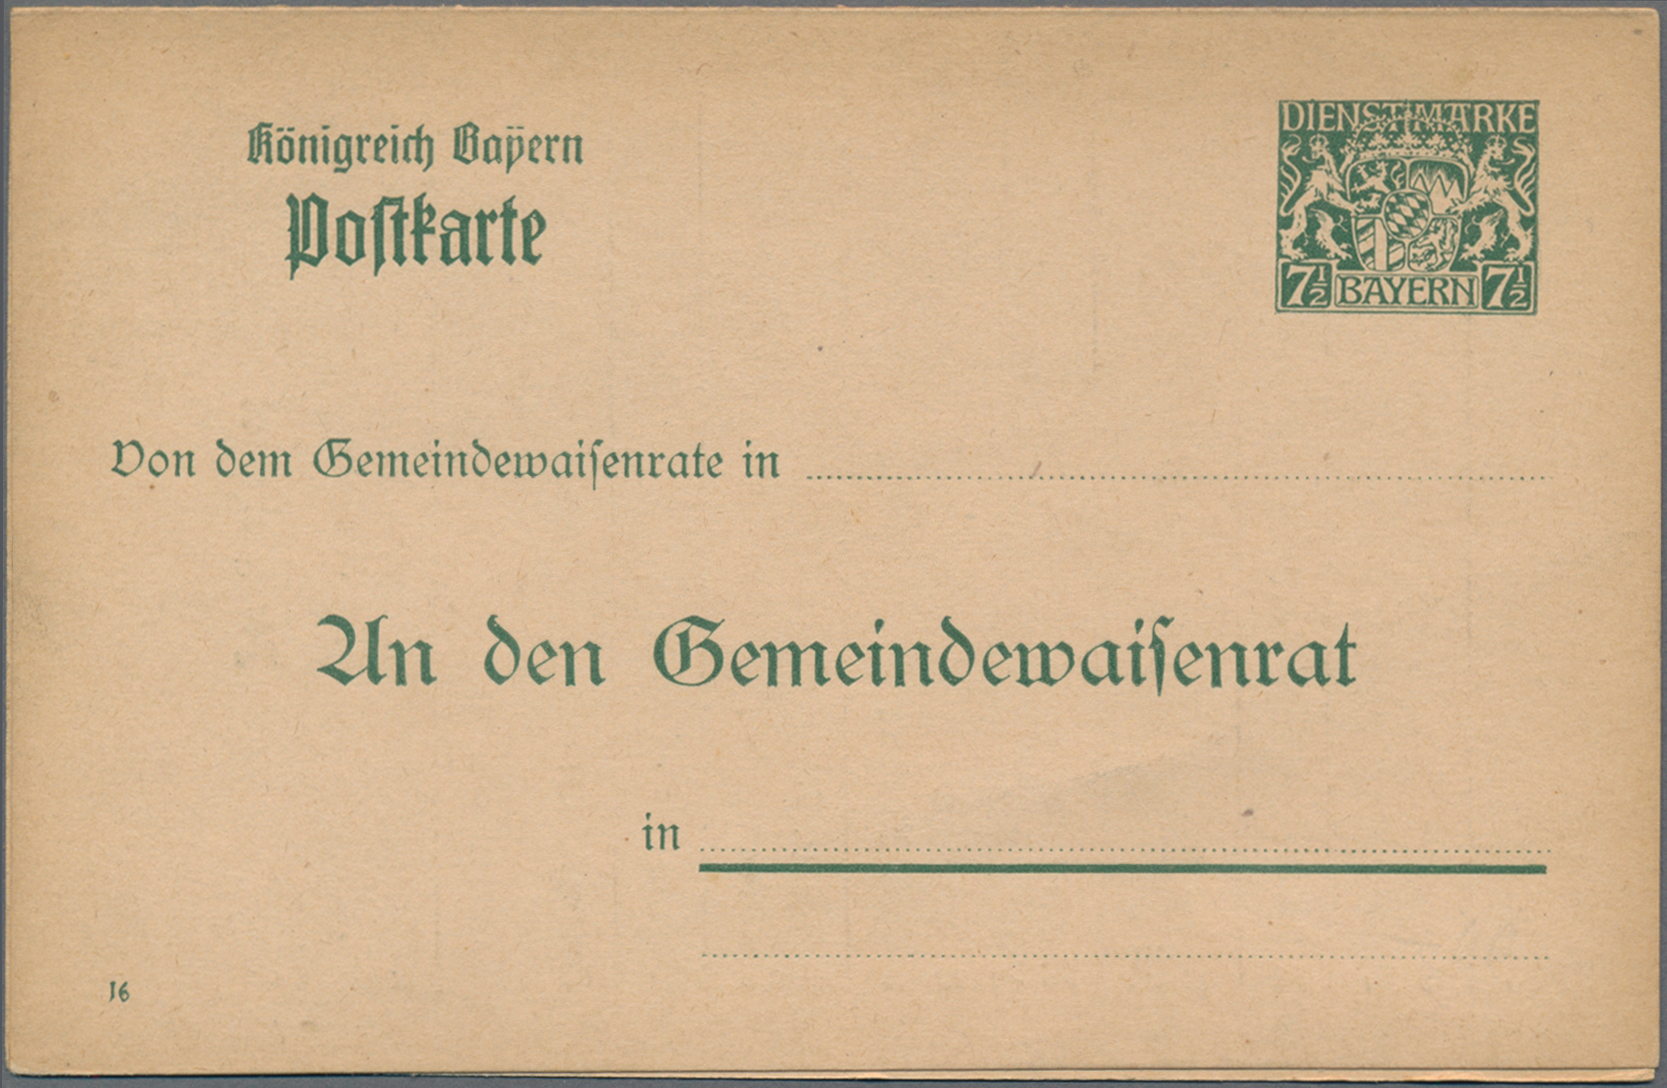 Königreich Bayern
Postkarte
DIENSTMARKE
7½ BAYERN 7½
Von dem Gemeindewaisenrate in
An den Gemeindewaisenrat
in
16